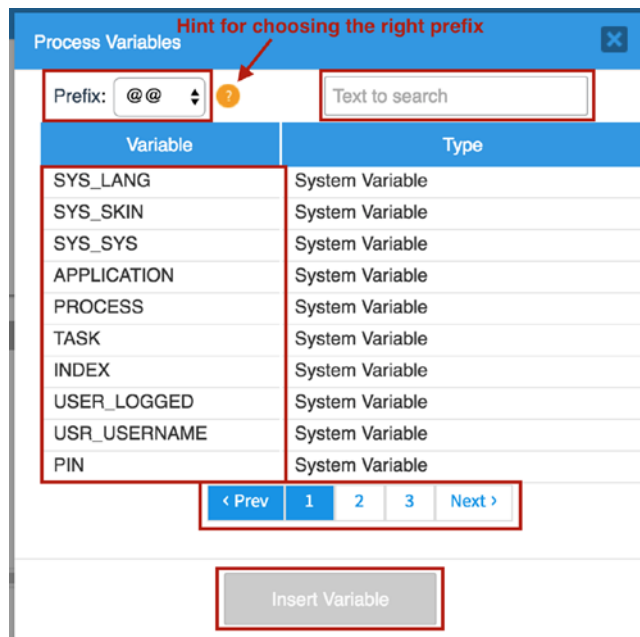 Hint for choosing the right prefix
Process Variables
Prefix: @@ ? Text to search
Variable Type
SYS_LANG System Variable
SYS_SKIN System Variable
SYS_SYS System Variable
APPLICATION System Variable
PROCESS System Variable
TASK System Variable
INDEX System Variable
USER_LOGGED System Variable
USR_USERNAME System Variable
PIN System Variable
‹ Prev 1 2 3 Next ›
Insert Variable